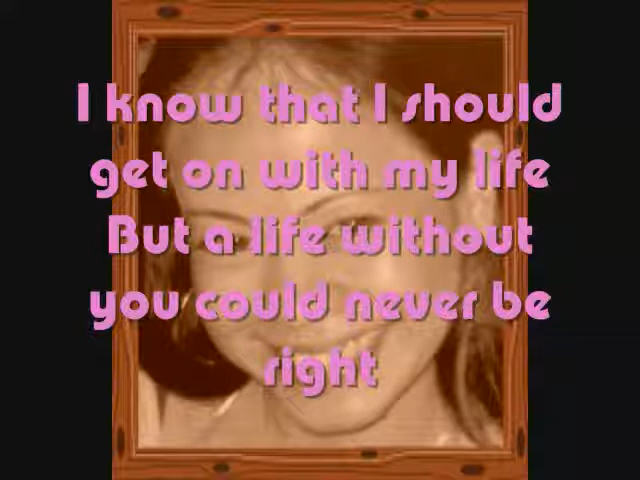 I know that I should
get on with my life
But a life without
you could never be
right